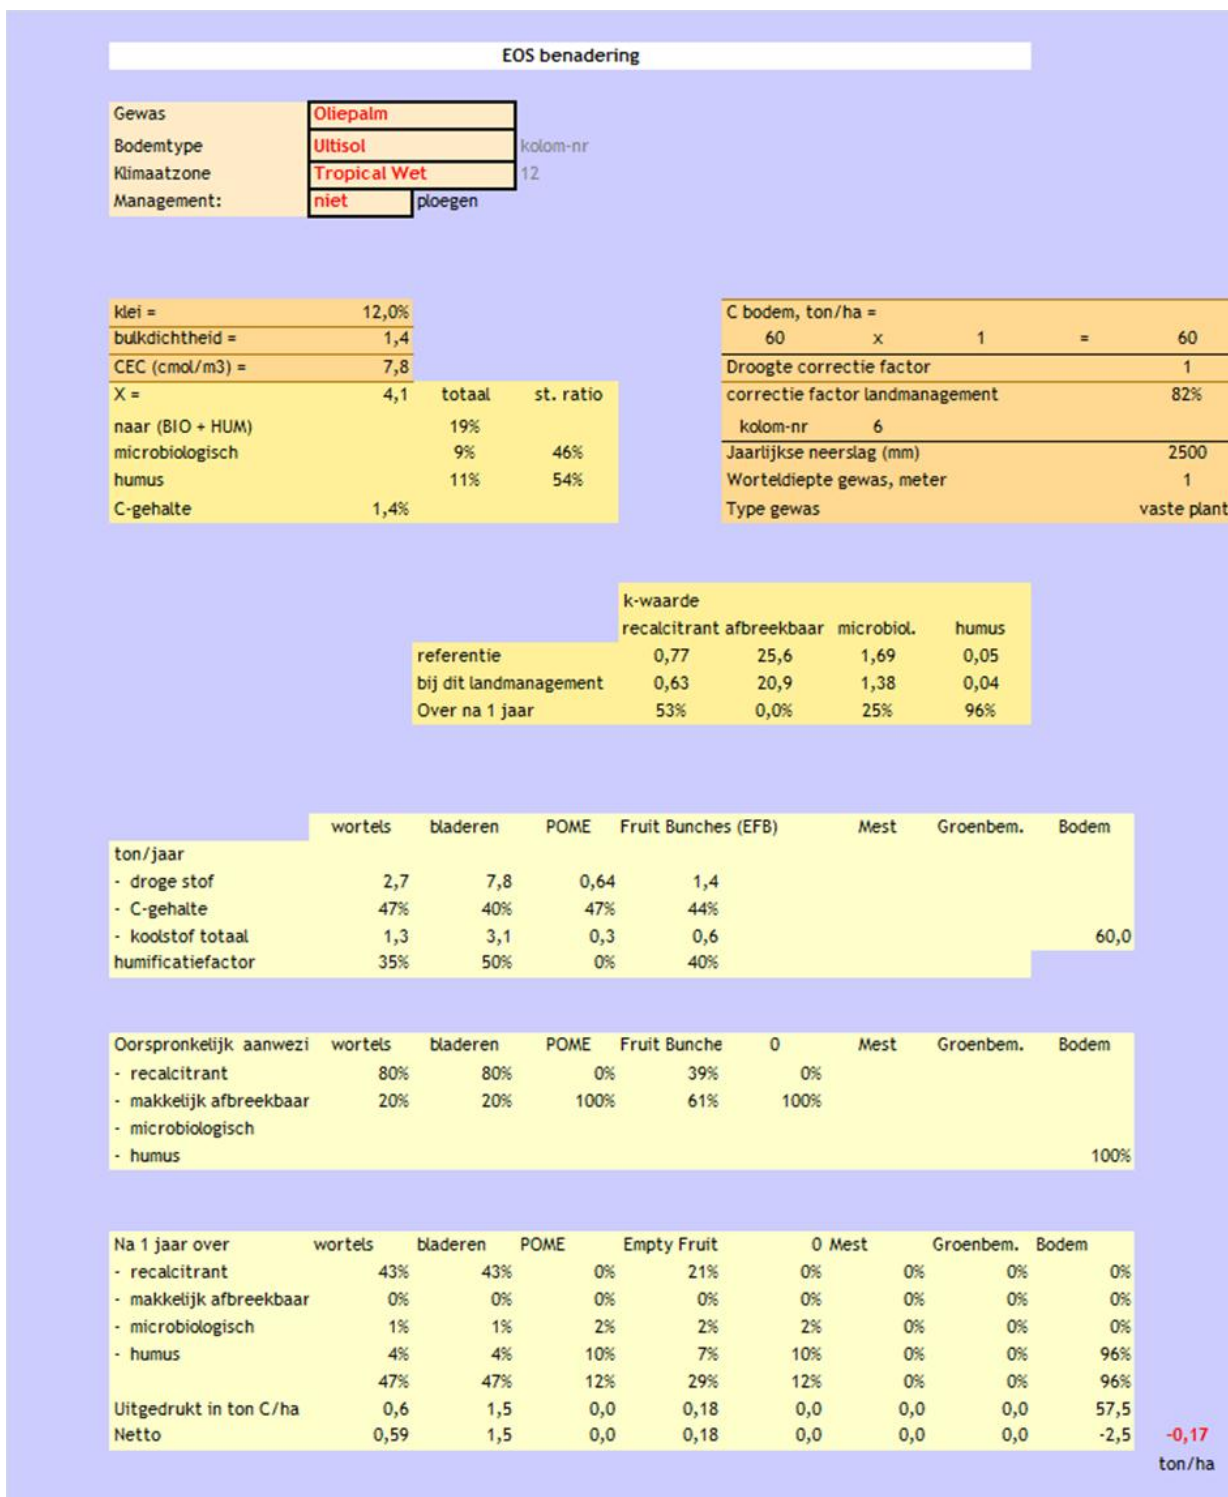 EOS benadering
Gewas Oliepalm
Bodemtype Ultisol kolom-nr
Klimaatzone Tropical Wet 12
Management: niet ploegen
klei = 12,0% C bodem, ton/ha =
bulkdichtheid = 1,4 60 x 1 = 60
CEC (cmol/m3) = 7,8 Droogte correctie factor 1
X = 4,1 totaal st. ratio correctie factor landmanagement 82%
naar (BIO + HUM) 19% kolom-nr 6
microbiologisch 9% 46% Jaarlijkse neerslag (mm) 2500
humus 11% 54% Worteldiepte gewas, meter 1
C-gehalte 1,4% Type gewas vaste plant
k-waarde
recalcitrant afbreekbaar microbiol. humus
referentie 0,77 25,6 1,69 0,05
bij dit landmanagement 0,63 20,9 1,38 0,04
Over na 1 jaar 53% 0,0% 25% 96%
wortels bladeren POME Fruit Bunches (EFB) Mest Groenbem. Bodem
ton/jaar
- droge stof 2,7 7,8 0,64 1,4
- C-gehalte 47% 40% 47% 44%
- koolstof totaal 1,3 3,1 0,3 0,6 60,0
humificatiefactor 35% 50% 0% 40%
Oorspronkelijk aanwezi wortels bladeren POME Fruit Bunche 0 Mest Groenbem. Bodem
- recalcitrant 80% 80% 0% 39% 0%
- makkelijk afbreekbaar 20% 20% 100% 61% 100%
- microbiologisch
- humus 100%
Na 1 jaar over wortels bladeren POME Empty Fruit 0 Mest Groenbem. Bodem
- recalcitrant 43% 43% 0% 21% 0% 0% 0% 0%
- makkelijk afbreekbaar 0% 0% 0% 0% 0% 0% 0% 0%
- microbiologisch 1% 1% 2% 2% 2% 0% 0% 0%
- humus 4% 4% 10% 7% 10% 0% 0% 96%
47% 47% 12% 29% 12% 0% 0% 96%
Uitgedrukt in ton C/ha 0,6 1,5 0,0 0,18 0,0 0,0 0,0 57,5
Netto 0,59 1,5 0,0 0,18 0,0 0,0 0,0 -2,5 -0,17
ton/ha